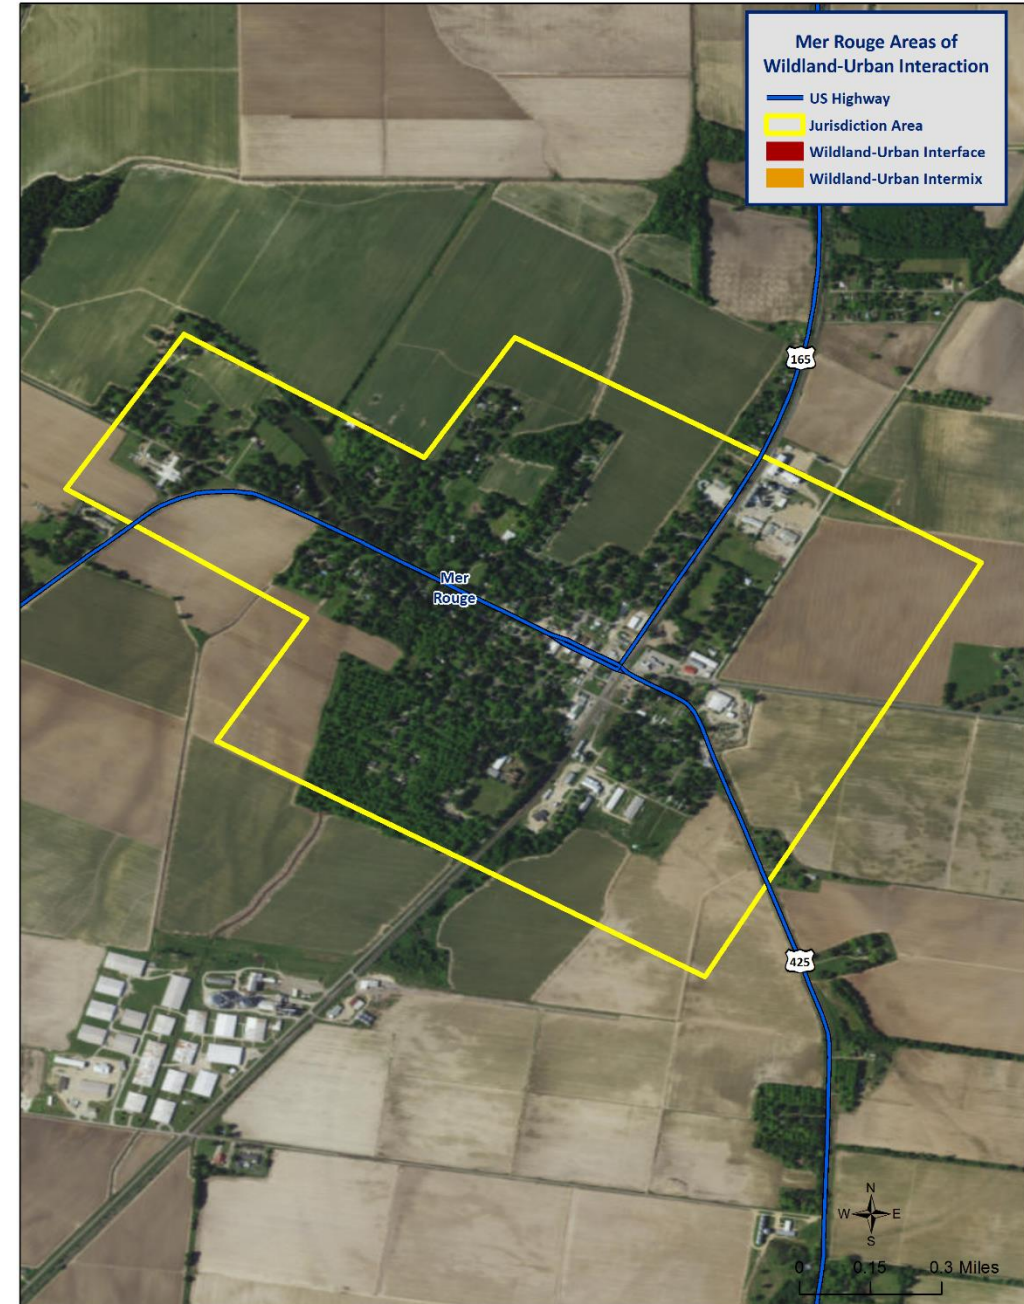 Mer Rouge Areas of
Wildland-Urban Interaction
US Highway
Jurisdiction Area
Wildland-Urban Interface
Wildland-Urban Intermix
165
Mer
Rouge
425
N
W E
S
0 0.15 0.3 Miles